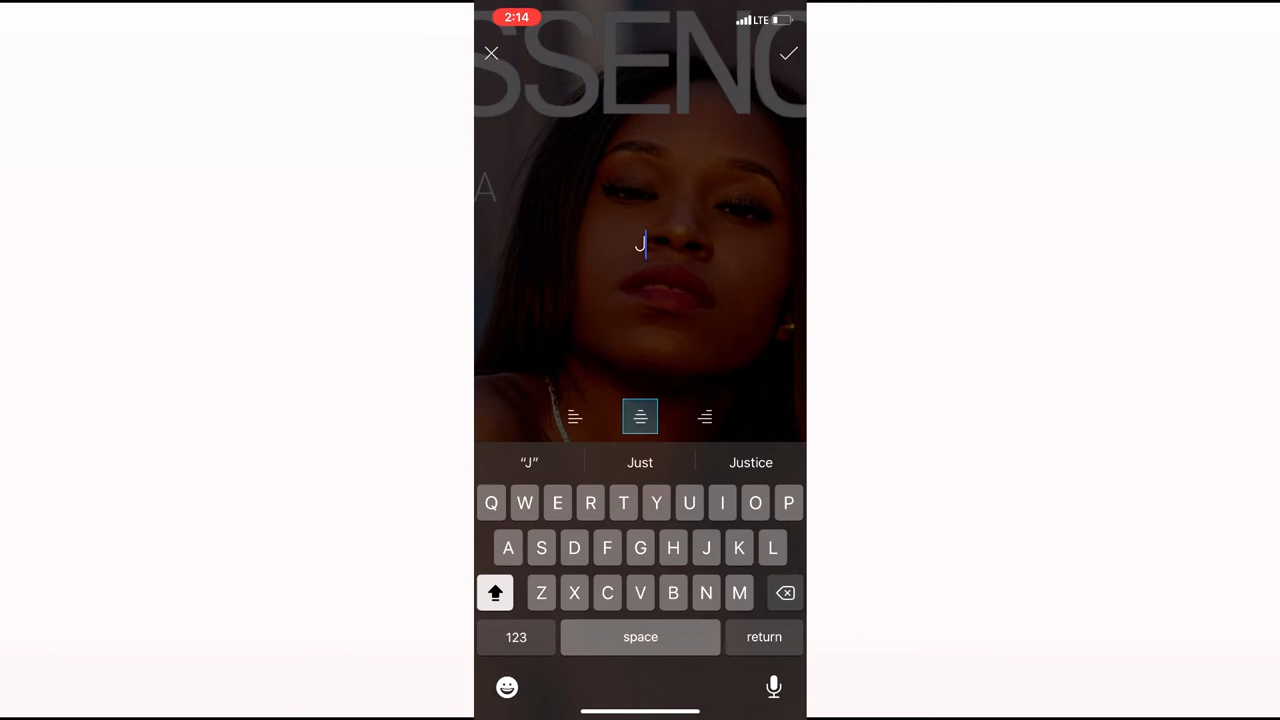 2:14
LTE
SSENC
A
J
“J” Just Justice
Q W E R T Y U I O P
A S D F G H J K L
Z X C V B N M
123 space return